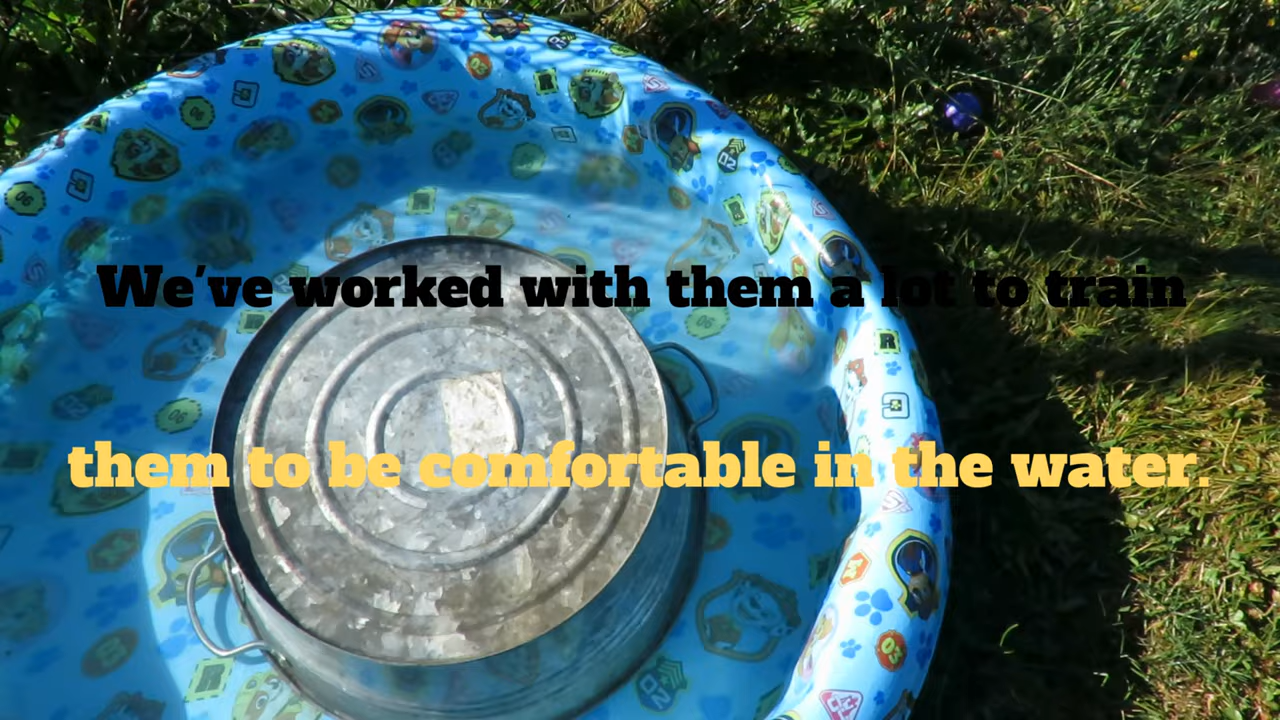 We've worked with them a lot to train
them to be comfortable in the water.